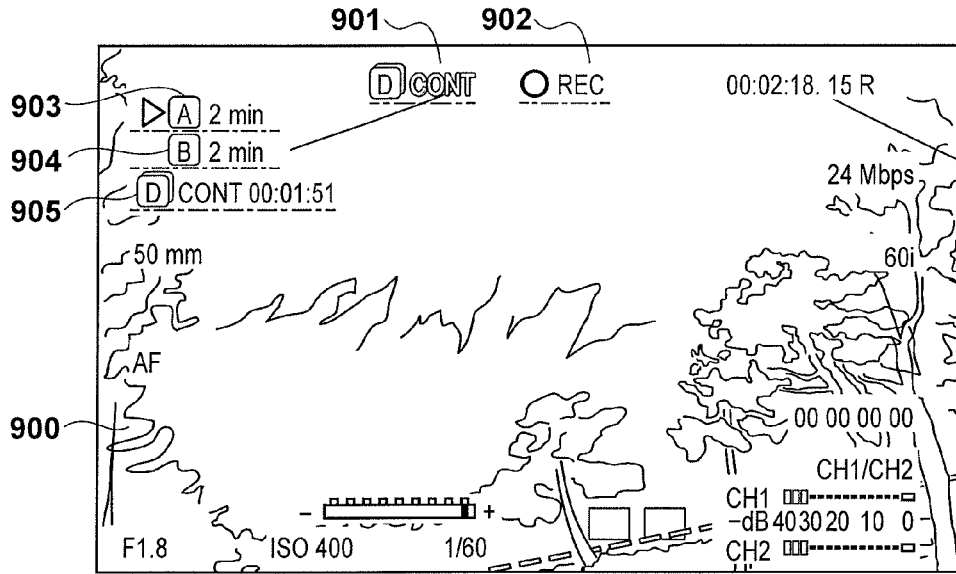 901 902
D CONT REC 00:02:18. 15 R
903 A 2 min
904 B 2 min
905 D CONT 00:01:51
24 Mbps
50 mm 60i
AF
900
00 00 00 00
CH1/CH2
CH1
- + -dB 40 30 20 10 0
F1.8 ISO 400 1/60 CH2